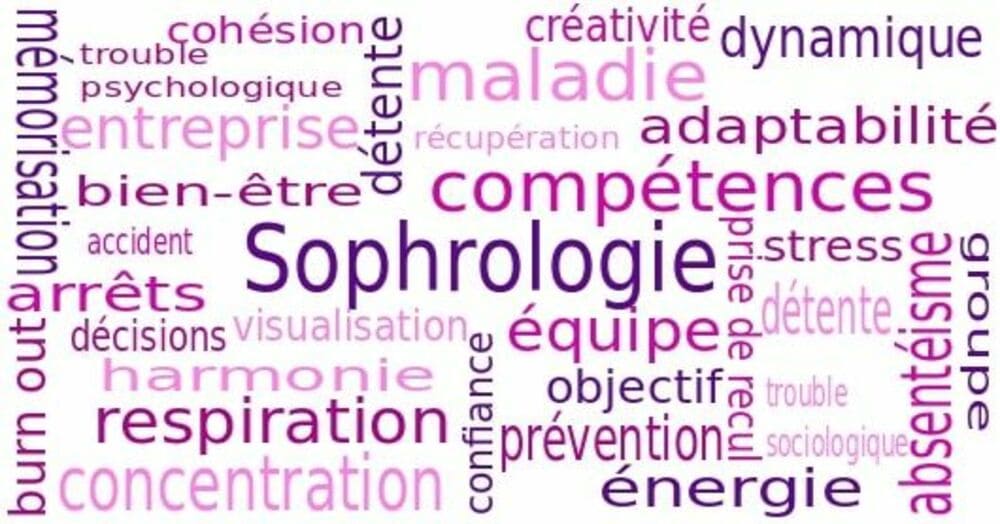 mémorisation
cohésion
trouble
psychologique
détente
créativité
dynamique
maladie
entreprise
récupération
adaptabilité
bien-être
compétences
accident
Sophrologie
prise de recul
stress
absentéisme
groupe
arrêts
détente
burn out
décisions
visualisation
équipe
harmonie
confiance
objectif
trouble
sociologique
respiration
prévention
concentration
énergie